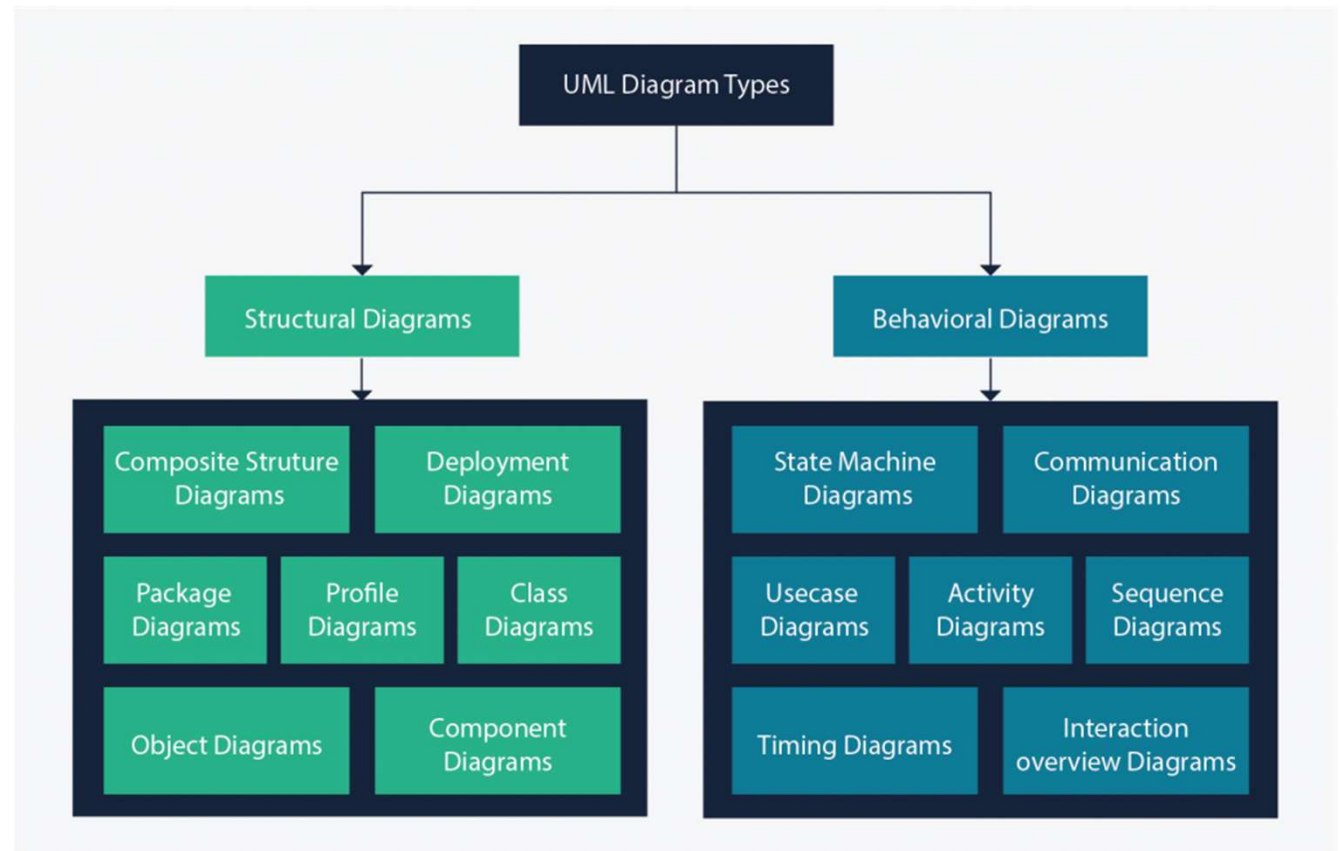 UML Diagram Types
Structural Diagrams
Behavioral Diagrams
Composite Struture
Diagrams
Deployment
Diagrams
Package
Diagrams
Profile
Diagrams
Class
Diagrams
Object Diagrams
Component
Diagrams
State Machine
Diagrams
Communication
Diagrams
Usecase
Diagrams
Activity
Diagrams
Sequence
Diagrams
Timing Diagrams
Interaction
overview Diagrams